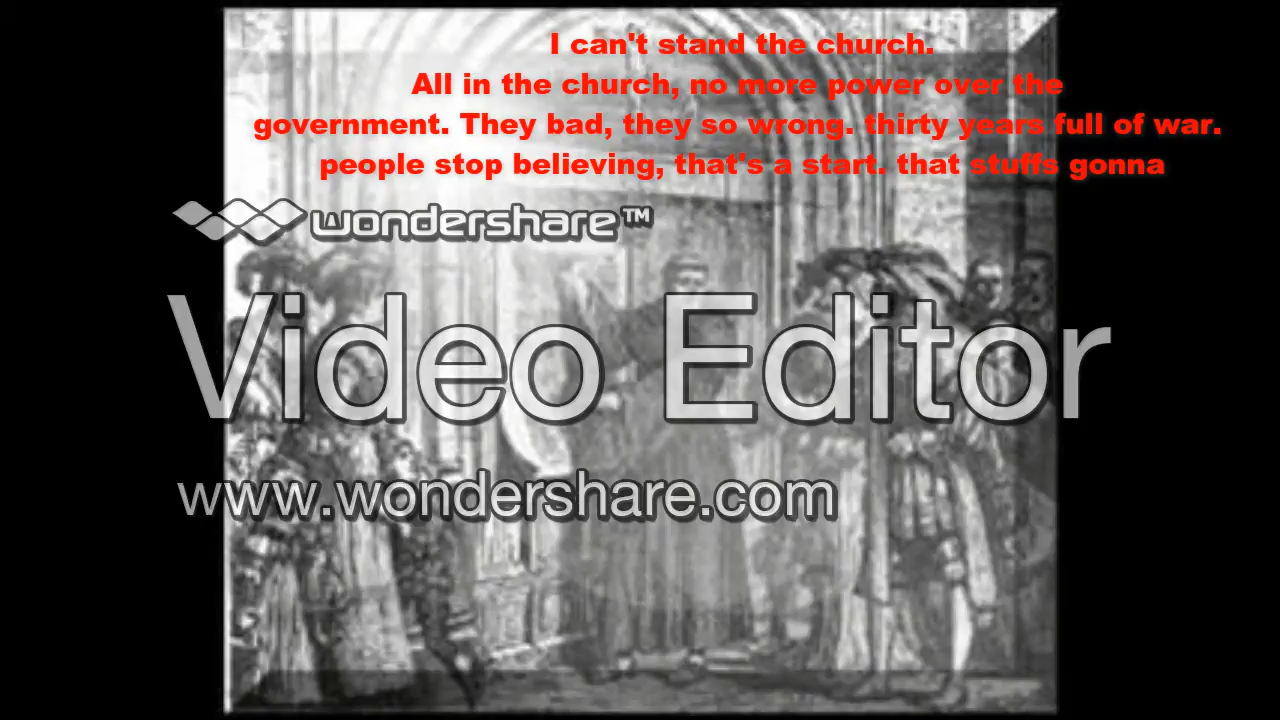 I can't stand the church.
All in the church, no more power over the
government. They bad, they so wrong. thirty years full of war.
people stop believing, that's a start. that stuffs gonna
wondershare™
Video Editor
www.wondershare.com